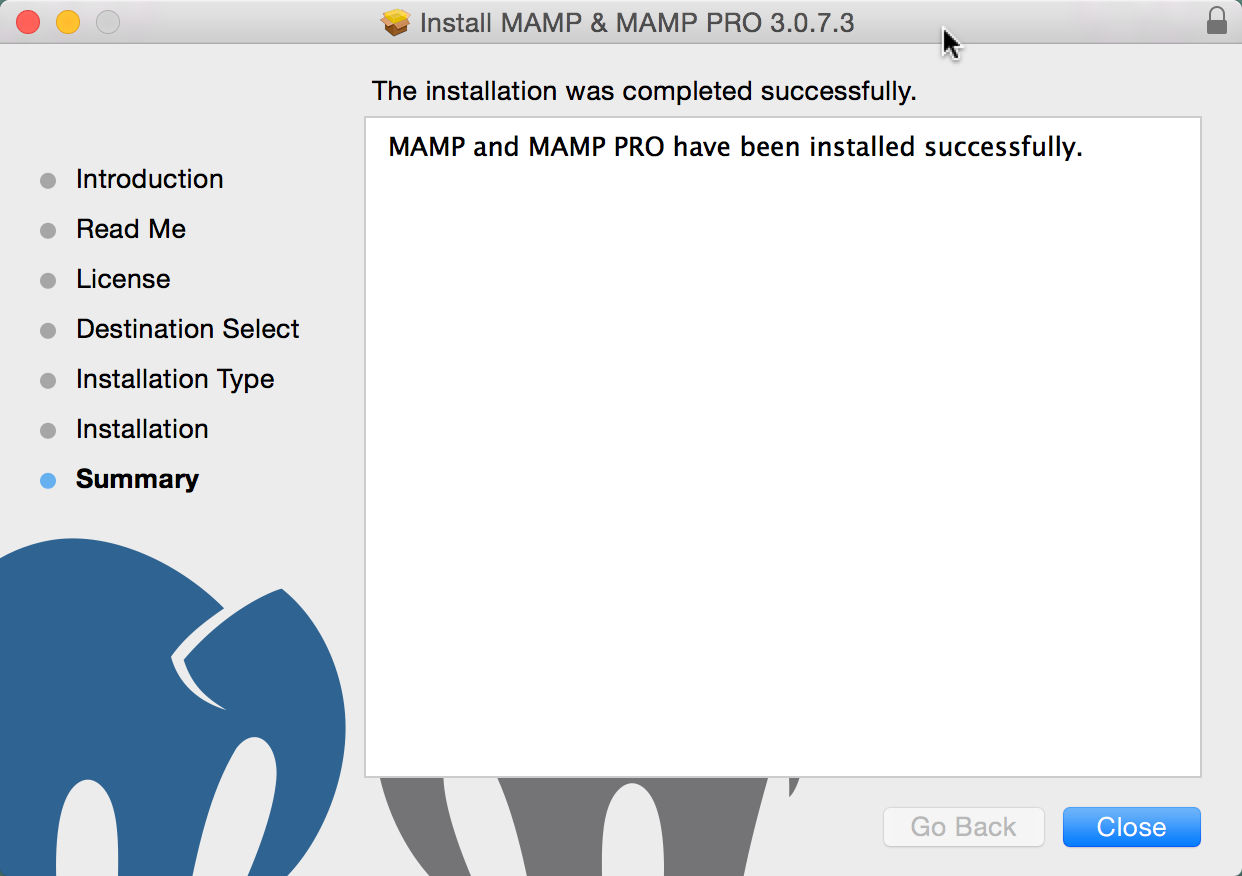 Install MAMP & MAMP PRO 3.0.7.3
The installation was completed successfully.
MAMP and MAMP PRO have been installed successfully.
Introduction
Read Me
License
Destination Select
Installation Type
Installation
Summary
Go Back
Close